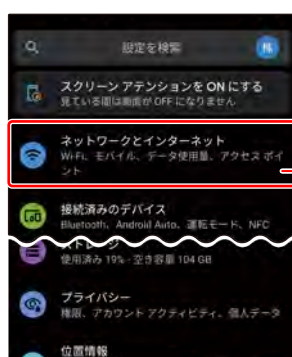 設定を検索
スクリーン アテンションを ON にする
見ている間は画面が OFF になりません
ネットワークとインターネット
Wi-Fi、モバイル、データ使用量、アクセス ポイ
ント
接続済みのデバイス
Bluetooth、Android Auto、運転モード、NFC
ストレージ
使用済み 19% - 空き容量 104 GB
プライバシー
権限、アカウント アクティビティ、個人データ
位置情報